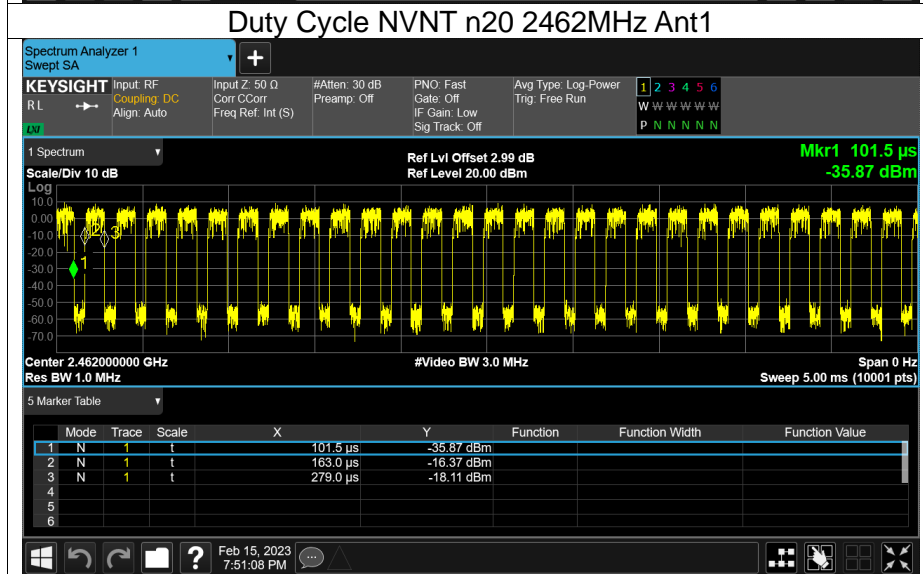 Duty Cycle NVNT n20 2462MHz Ant1
Spectrum Analyzer 1
Swept SA
+
KEYSIGHT Input: RF Input Z: 50 Ω #Atten: 30 dB PNO: Fast Avg Type: Log-Power 1 2 3 4 5 6
RL Coupling: DC Corr CCorr Preamp: Off Gate: Off Trig: Free Run W W W W W W
Align: Auto Freq Ref: Int (S) IF Gain: Low
LXI Sig Track: Off P N N N N N
1 Spectrum Ref Lvl Offset 2.99 dB Mkr1 101.5 µs
Scale/Div 10 dB Ref Level 20.00 dBm -35.87 dBm
Log
10.0
0.00
-10.0 2 3
-20.0
-30.0 1
-40.0
-50.0
-60.0
-70.0
Center 2.462000000 GHz #Video BW 3.0 MHz Span 0 Hz
Res BW 1.0 MHz Sweep 5.00 ms (10001 pts)
5 Marker Table
Mode Trace Scale X Y Function Function Width Function Value
1 N 1 t 101.5 µs -35.87 dBm
2 N 1 t 163.0 µs -16.37 dBm
3 N 1 t 279.0 µs -18.11 dBm
4
5
6
? Feb 15, 2023
7:51:08 PM